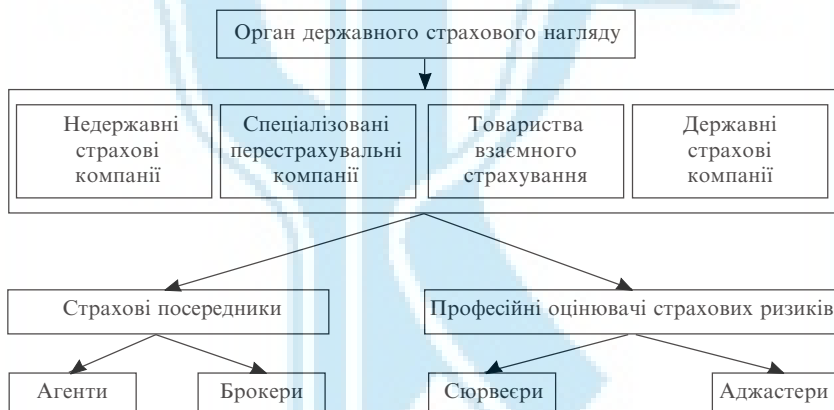 Орган державного страхового нагляду
Недержавні
страхові
компанії
Спеціалізовані
перестрахувальні
компанії
Товариства
взаємного
страхування
Державні
страхові
компанії
Страхові посередники
Професійні оцінювачі страхових ризиків
Агенти
Брокери
Сюрвеєри
Аджастери